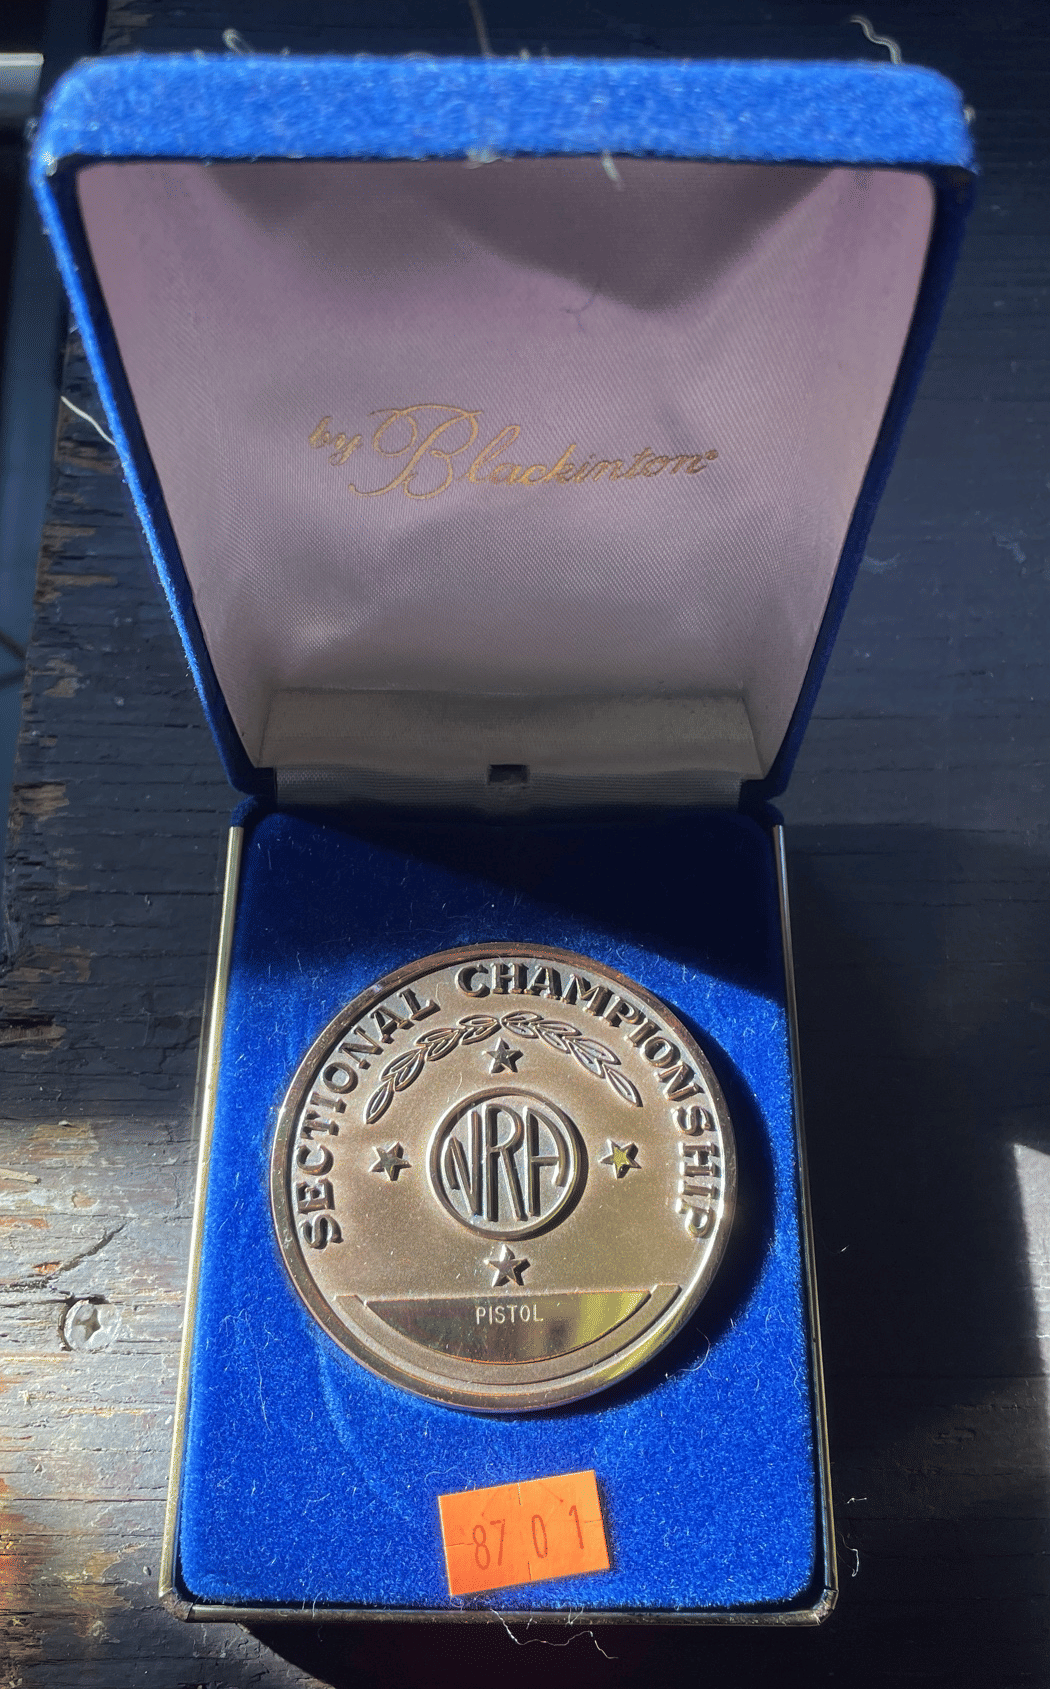 by Blackinton®
SECTIONAL CHAMPIONSHIP
NRA
PISTOL
87 0 1